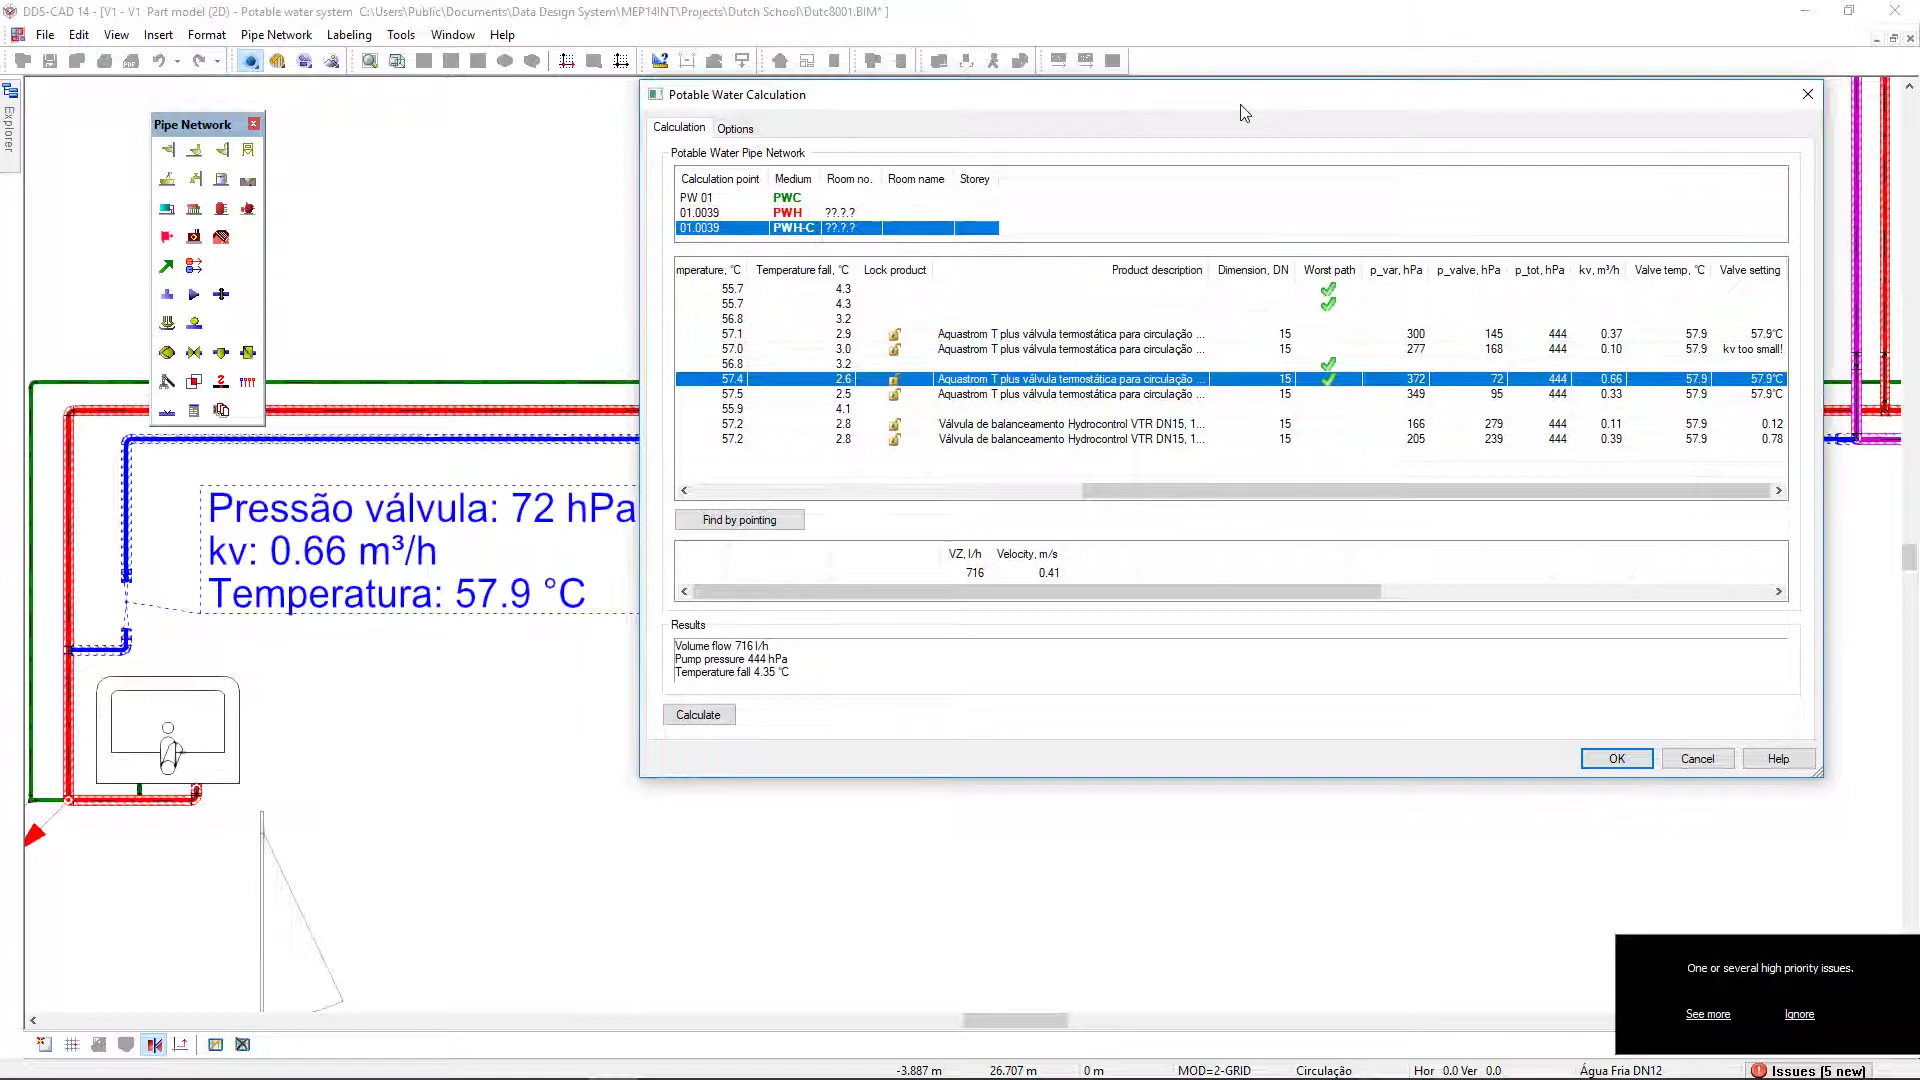 DDS-CAD 14 - [V1 - V1 Part model (2D) - Potable water system C:\Users\Public\Documents\Data Design System\MEP14INT\Projects\Dutch School\Dutc8001.BIM* ]
File Edit View Insert Format Pipe Network Labeling Tools Window Help
Explorer
Pipe Network
Potable Water Calculation
Calculation Options
Potable Water Pipe Network
Calculation point Medium Room no. Room name Storey
PW 01 PWC
01.0039 PWH ??.?.?
01.0039 PWH-C ??.?.?
mperature, °C Temperature fall, °C Lock product Product description Dimension, DN Worst path p_var, hPa p_valve, hPa p_tot, hPa kv, m³/h Valve temp, °C Valve setting
55.7 4.3
55.7 4.3
56.8 3.2
57.1 2.9 Aquastrom T plus válvula termostática para circulação ... 15 300 145 444 0.37 57.9 57.9°C
57.0 3.0 Aquastrom T plus válvula termostática para circulação ... 15 277 168 444 0.10 57.9 kv too small!
56.8 3.2
57.4 2.6 Aquastrom T plus válvula termostática para circulação ... 15 372 72 444 0.66 57.9 57.9°C
57.5 2.5 Aquastrom T plus válvula termostática para circulação ... 15 349 95 444 0.33 57.9 57.9°C
55.9 4.1
57.2 2.8 Válvula de balanceamento Hydrocontrol VTR DN15, 1... 15 166 279 444 0.11 57.9 0.12
57.2 2.8 Válvula de balanceamento Hydrocontrol VTR DN15, 1... 15 205 239 444 0.39 57.9 0.78
Find by pointing
VZ, l/h Velocity, m/s
716 0.41
Results
Volume flow 716 l/h
Pump pressure 444 hPa
Temperature fall 4.35 °C
Calculate
OK Cancel Help
Pressão válvula: 72 hPa
kv: 0.66 m³/h
Temperatura: 57.9 °C
One or several high priority issues.
See more Ignore
-3.887 m 26.707 m 0 m MOD=2-GRID Circulação Hor 0.0 Ver 0.0 Água Fria DN12 Issues (5 new)